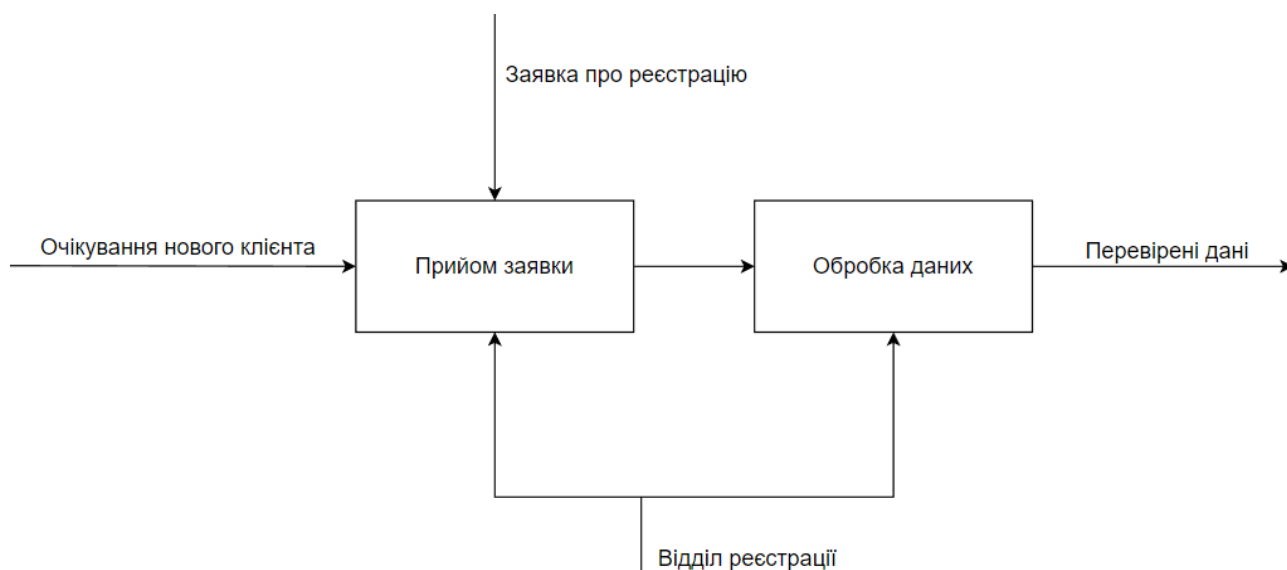 Заявка про реєстрацію
Очікування нового клієнта
Прийом заявки
Обробка даних
Перевірені дані
Відділ реєстрації